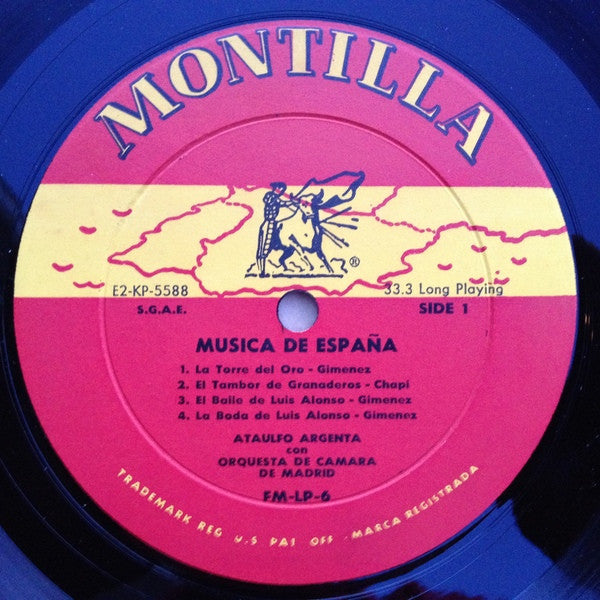 MONTILLA
®
E2-KP-5588
33.3 Long Playing
S.G.A.E.
SIDE 1
MUSICA DE ESPAÑA
1. La Torre del Oro - Gimenez
2. El Tambor de Granaderos - Chapí
3. El Baile de Luis Alonso - Gimenez
4. La Boda de Luis Alonso - Gimenez
ATAULFO ARGENTA
con
ORQUESTA DE CAMARA
DE MADRID
FM-LP-6
TRADEMARK REG U.S PAT OFF - MARCA REGISTRADA